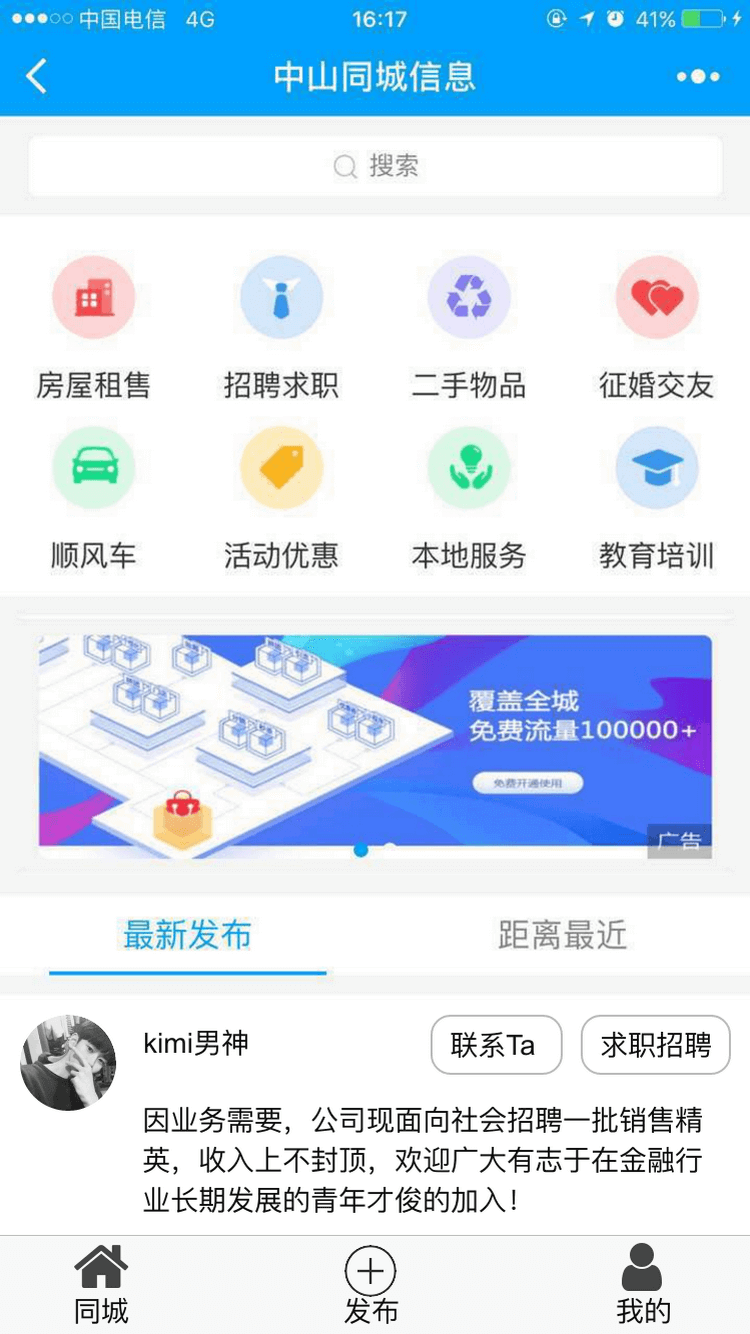 中国电信 4G 16:17 41%
中山同城信息
搜索
房屋租售 招聘求职 二手物品 征婚交友
顺风车 活动优惠 本地服务 教育培训
覆盖全城
免费流量100000+
免费开通使用
广告
最新发布 距离最近
kimi男神 联系Ta 求职招聘
因业务需要，公司现面向社会招聘一批销售精
英，收入上不封顶，欢迎广大有志于在金融行
业长期发展的青年才俊的加入！
同城 发布 我的